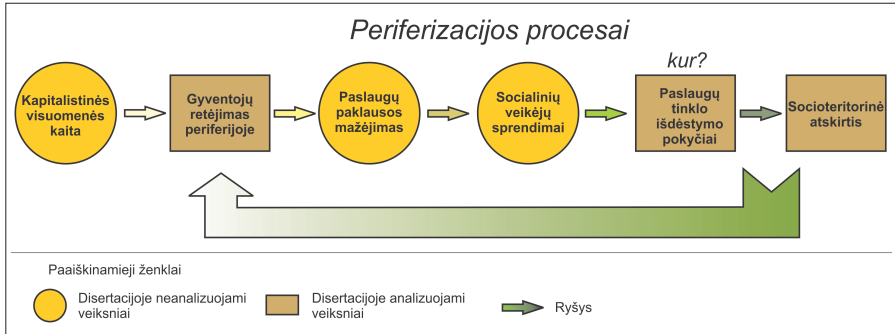 Periferizacijos procesai
kur?
Kapitalistinės
visuomenės
kaita
Gyventojų
retėjimas
periferijoje
Paslaugų
paklausos
mažėjimas
Socialinių
veikėjų
sprendimai
Paslaugų
tinklo
išdėstymo
pokyčiai
Socioteritorinė
atskirtis
Paaiškinamieji ženklai
Disertacijoje neanalizuojami
veiksniai
Disertacijoje analizuojami
veiksniai
Ryšys